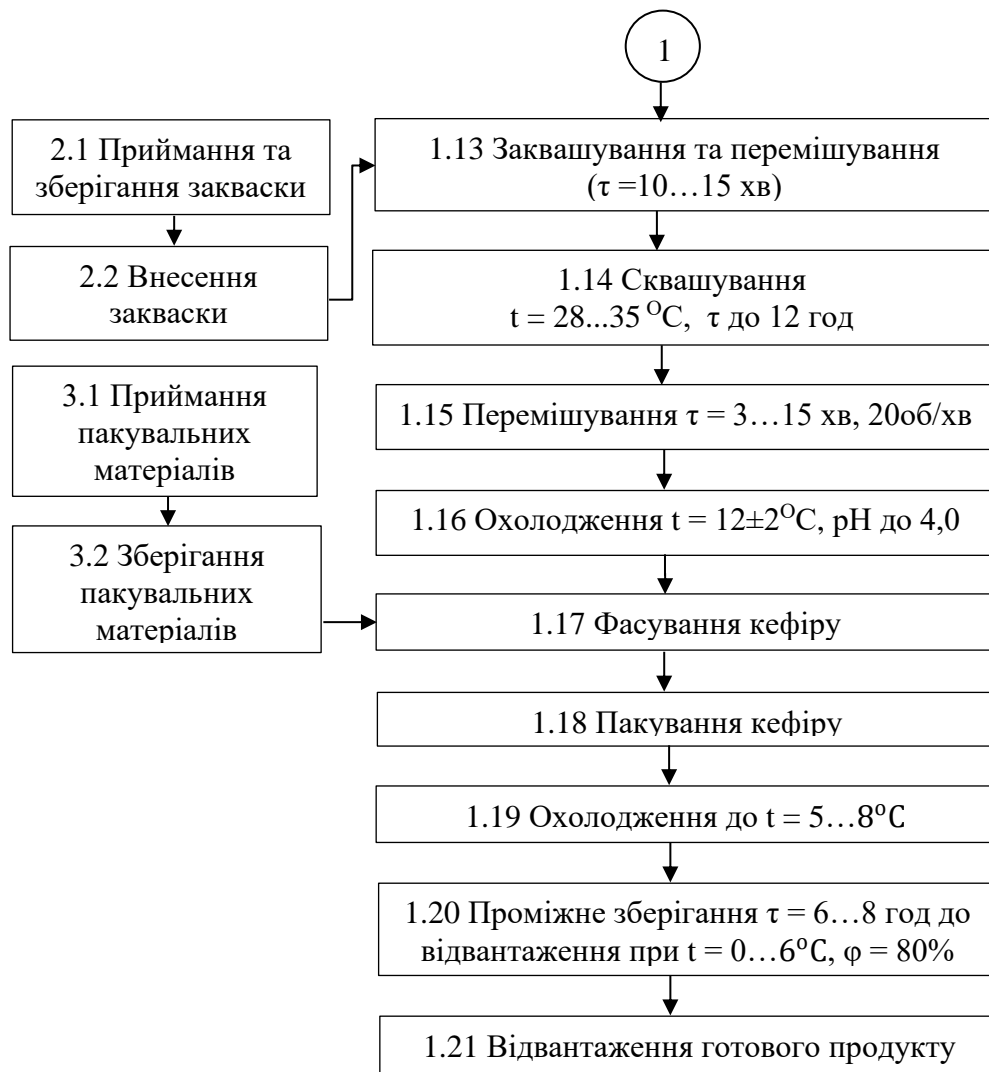 1
2.1 Приймання та
зберігання закваски
1.13 Заквашування та перемішування
(τ =10…15 хв)
2.2 Внесення
закваски
1.14 Сквашування
t = 28...35 ᴼС, τ до 12 год
3.1 Приймання
пакувальних
матеріалів
1.15 Перемішування τ = 3…15 хв, 20об/хв
1.16 Охолодження t = 12±2ᴼС, рН до 4,0
3.2 Зберігання
пакувальних
матеріалів
1.17 Фасування кефіру
1.18 Пакування кефіру
1.19 Охолодження до t = 5…8⁰С
1.20 Проміжне зберігання τ = 6…8 год до
відвантаження при t = 0…6⁰С, φ = 80%
1.21 Відвантаження готового продукту